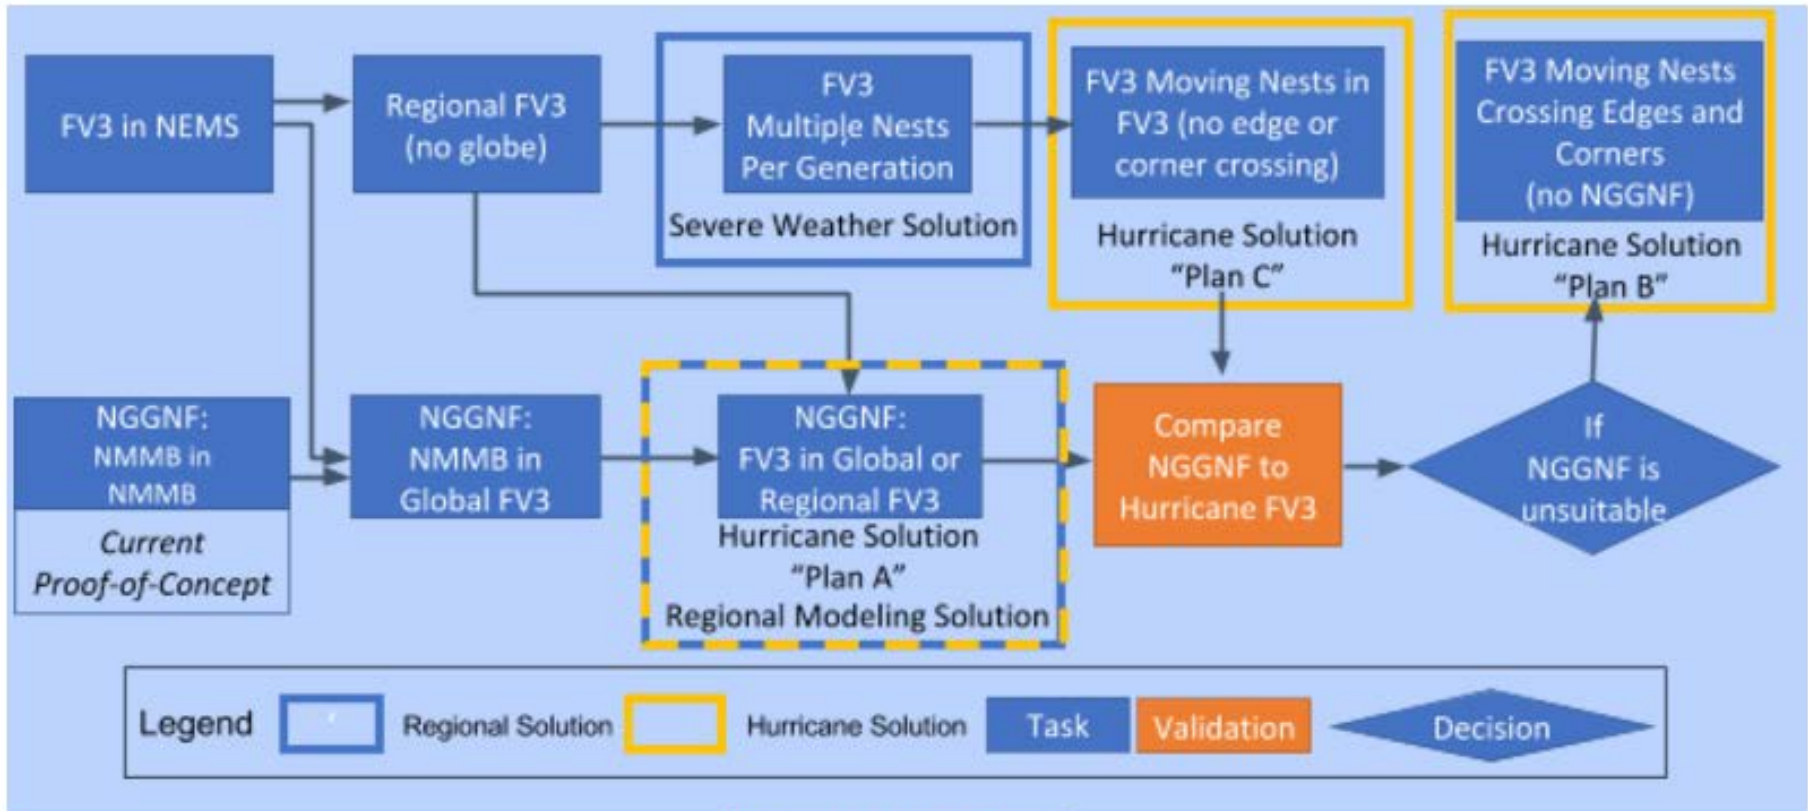 FV3 in NEMS
Regional FV3
(no globe)
FV3
Multiple Nests
Per Generation
Severe Weather Solution
FV3 Moving Nests in
FV3 (no edge or
corner crossing)
Hurricane Solution
“Plan C”
FV3 Moving Nests
Crossing Edges and
Corners
(no NGGNF)
Hurricane Solution
“Plan B”
NGGNF:
NMMB in
NMMB
Current
Proof-of-Concept
NGGNF:
NMMB in
Global FV3
NGGNF:
FV3 in Global or
Regional FV3
Hurricane Solution
“Plan A”
Regional Modeling Solution
Compare
NGGNF to
Hurricane FV3
If
NGGNF is
unsuitable
Legend
Regional Solution
Hurricane Solution
Task
Validation
Decision